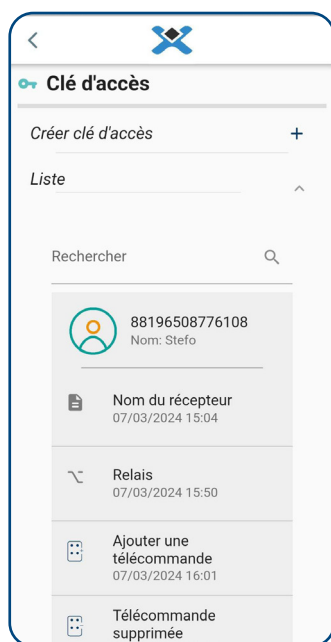 Clé d'accès
Créer clé d'accès
Liste
Rechercher
88196508776108
Nom: Stefo
Nom du récepteur
07/03/2024 15:04
Relais
07/03/2024 15:50
Ajouter une
télécommande
07/03/2024 16:01
Télécommande
supprimée